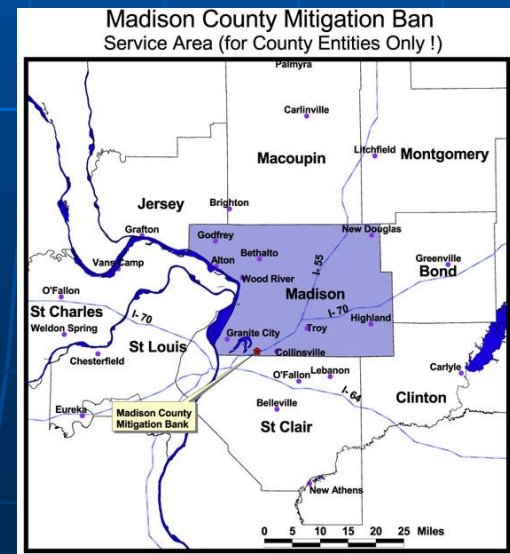 Madison County Mitigation Ban
Service Area (for County Entities Only !)
Palmyra
Carlinville
Litchfield
Montgomery
Macoupin
Jersey
Brighton
Grafton
Godfrey
New Douglas
Bethalto
Alton
Greenville
Vans Camp
Wood River
I- 55
Bond
O'Fallon
Madison
St Charles
I- 70
I- 70
Weldon Spring
Granite City
Troy
Highland
St Louis
Chesterfield
Collinsville
O'Fallon
Lebanon
Carlyle
I- 64
Clinton
Eureka
Madison County
Mitigation Bank
Belleville
St Clair
New Athens
0 5 10 15 20 25 Miles